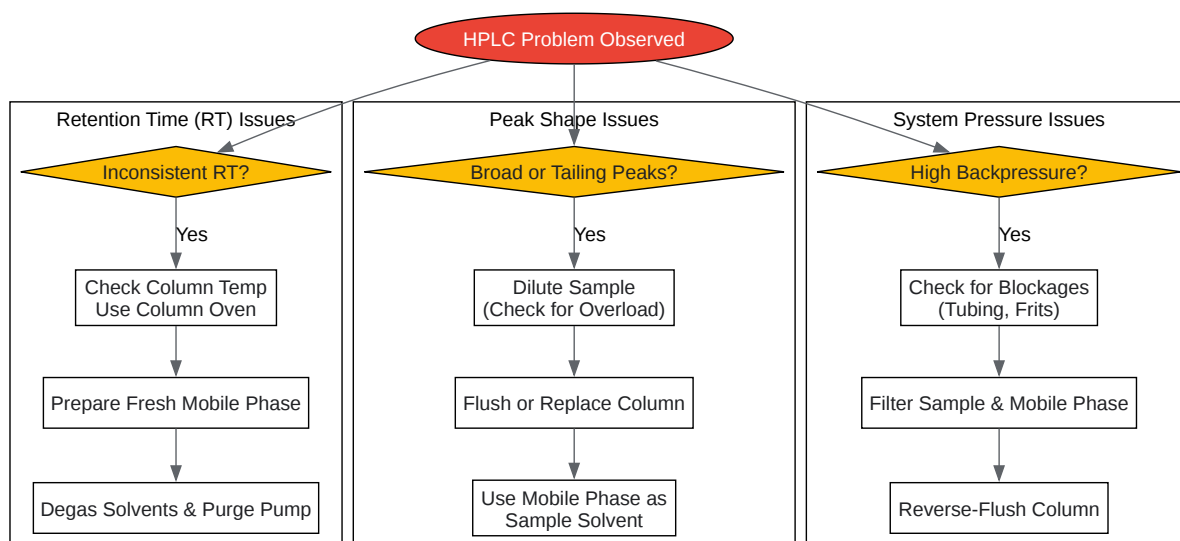 HPLC Problem Observed
Retention Time (RT) Issues
Inconsistent RT?
Yes
Check Column Temp
Use Column Oven
Prepare Fresh Mobile Phase
Degas Solvents & Purge Pump
Peak Shape Issues
Broad or Tailing Peaks?
Yes
Dilute Sample
(Check for Overload)
Flush or Replace Column
Use Mobile Phase as
Sample Solvent
System Pressure Issues
High Backpressure?
Yes
Check for Blockages
(Tubing, Frits)
Filter Sample & Mobile Phase
Reverse-Flush Column